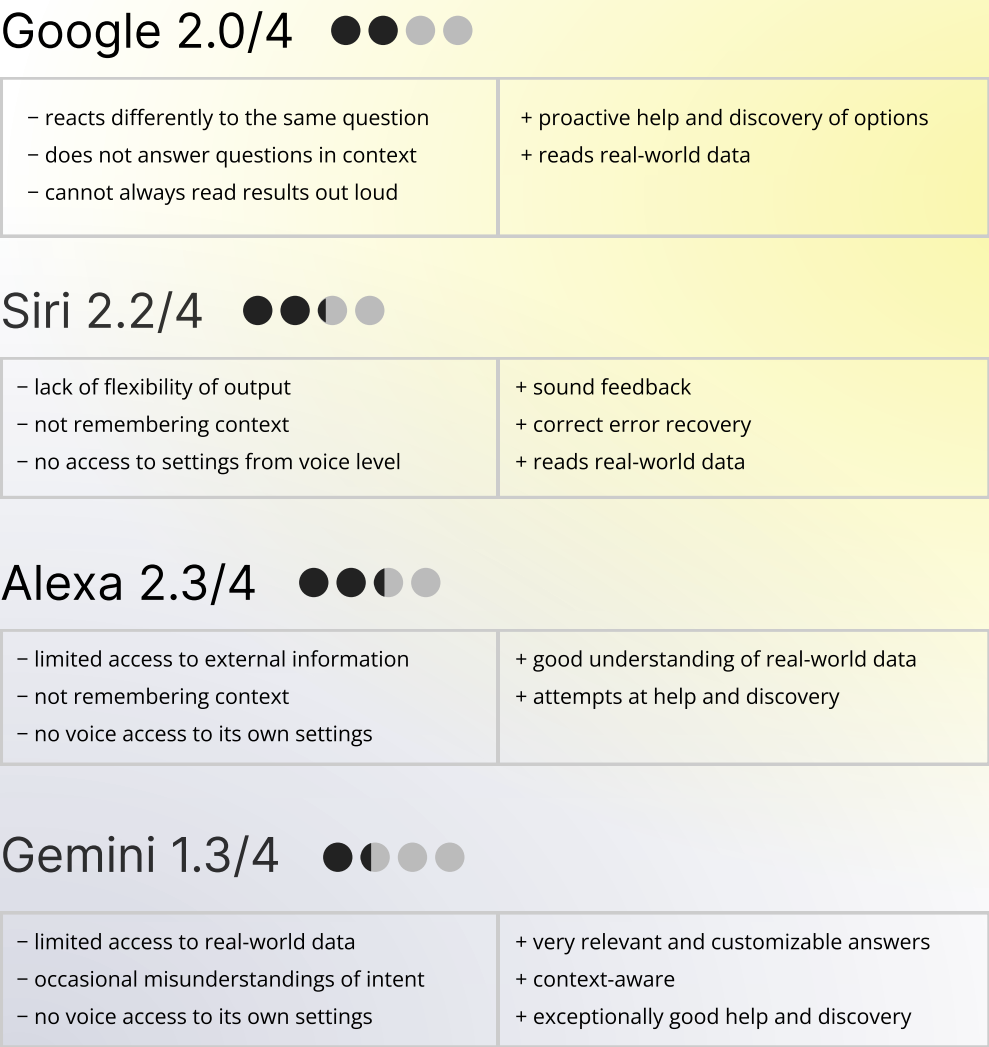 Google 2.0/4
− reacts differently to the same question
− does not answer questions in context
− cannot always read results out loud
+ proactive help and discovery of options
+ reads real-world data
Siri 2.2/4
− lack of flexibility of output
− not remembering context
− no access to settings from voice level
+ sound feedback
+ correct error recovery
+ reads real-world data
Alexa 2.3/4
− limited access to external information
− not remembering context
− no voice access to its own settings
+ good understanding of real-world data
+ attempts at help and discovery
Gemini 1.3/4
− limited access to real-world data
− occasional misunderstandings of intent
− no voice access to its own settings
+ very relevant and customizable answers
+ context-aware
+ exceptionally good help and discovery